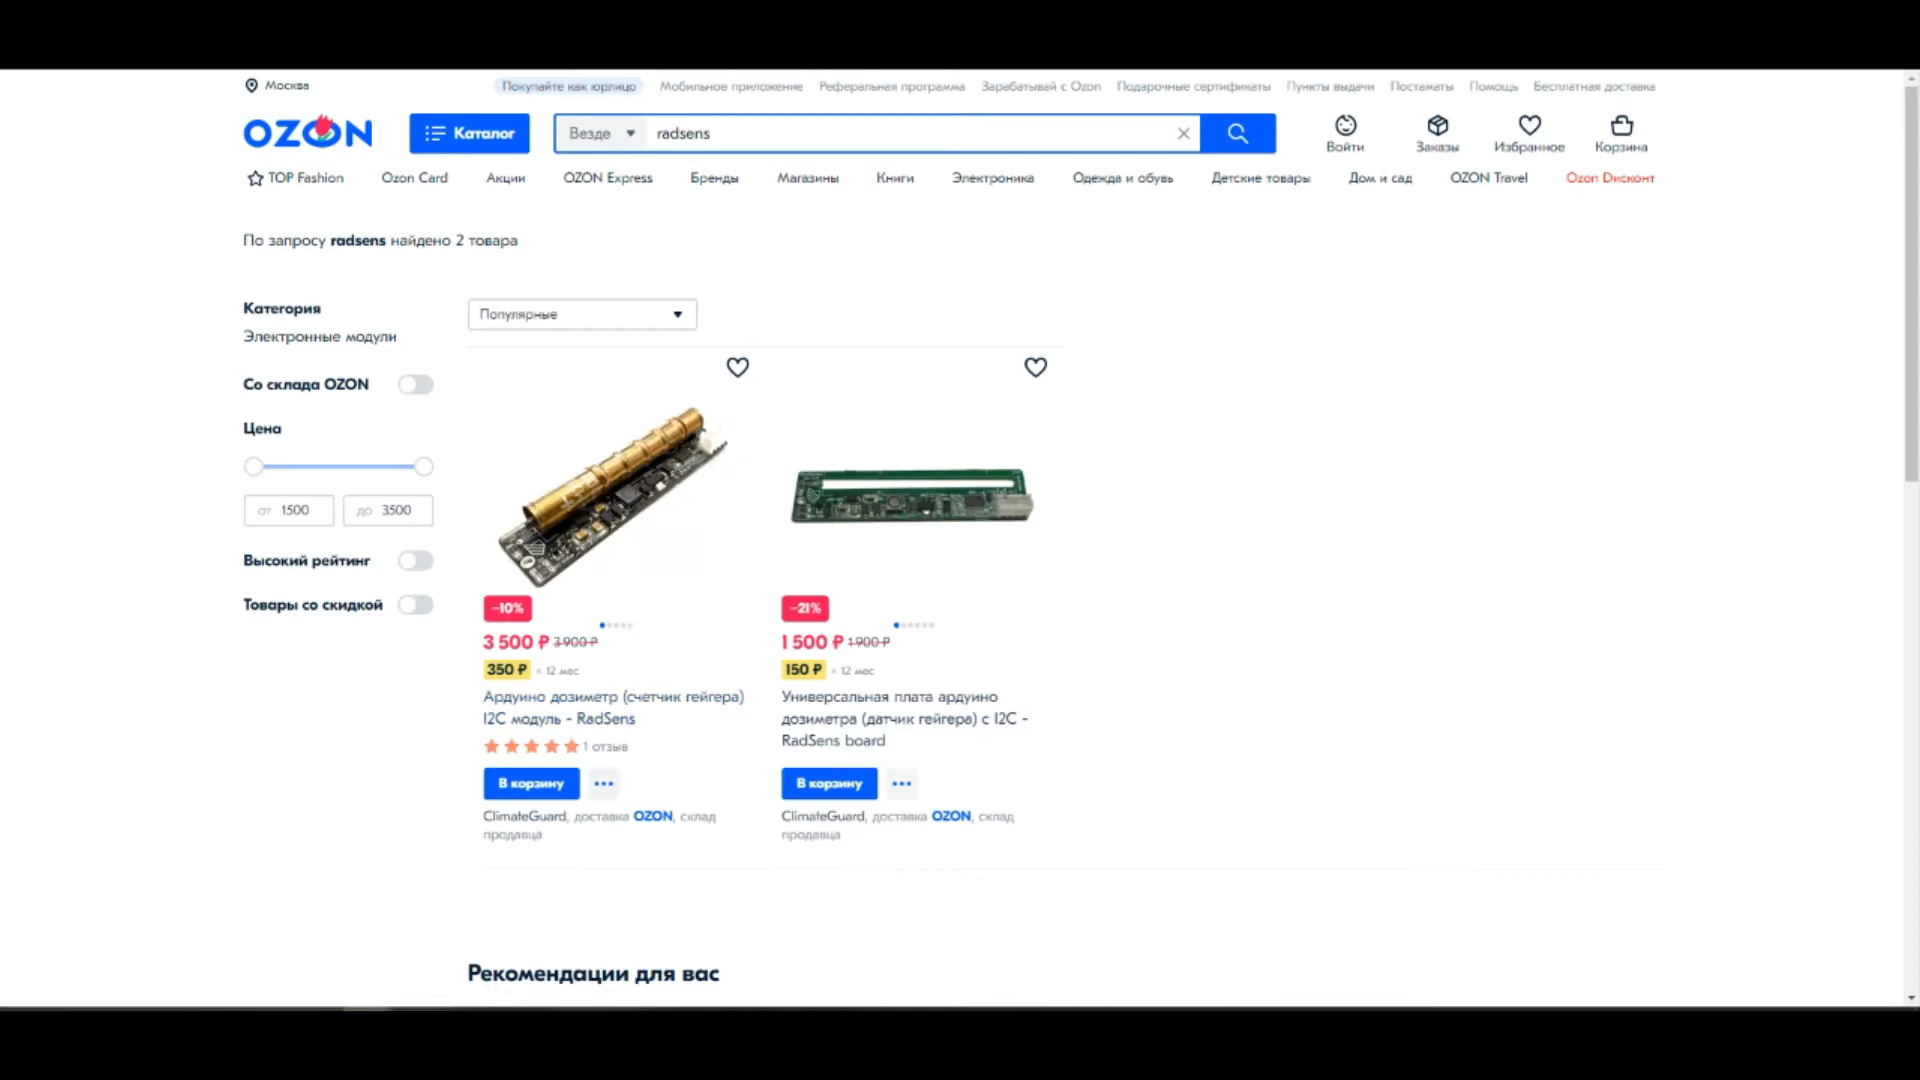 Москва
Покупайте как юрлицо Мобильное приложение Реферальная программа Зарабатывай с Ozon Подарочные сертификаты Пункты выдачи Постаматы Помощь Бесплатная доставка
OZON Каталог Везде radsens Войти Заказы Избранное Корзина
TOP Fashion Ozon Card Акции OZON Express Бренды Магазины Книги Электроника Одежда и обувь Детские товары Дом и сад OZON Travel Ozon Dисконт
По запросу radsens найдено 2 товара
Категория
Электронные модули
Со склада OZON
Цена
от 1500 до 3500
Высокий рейтинг
Товары со скидкой
Популярные
−10%
3 500 ₽ 3 900 ₽
350 ₽ × 12 мес
Ардуино дозиметр (счетчик гейгера)
I2C модуль - RadSens
1 отзыв
В корзину
ClimateGuard, доставка OZON, склад
продавца
−21%
1 500 ₽ 1 900 ₽
150 ₽ × 12 мес
Универсальная плата ардуино
дозиметра (датчик гейгера) с I2C -
RadSens board
В корзину
ClimateGuard, доставка OZON, склад
продавца
Рекомендации для вас